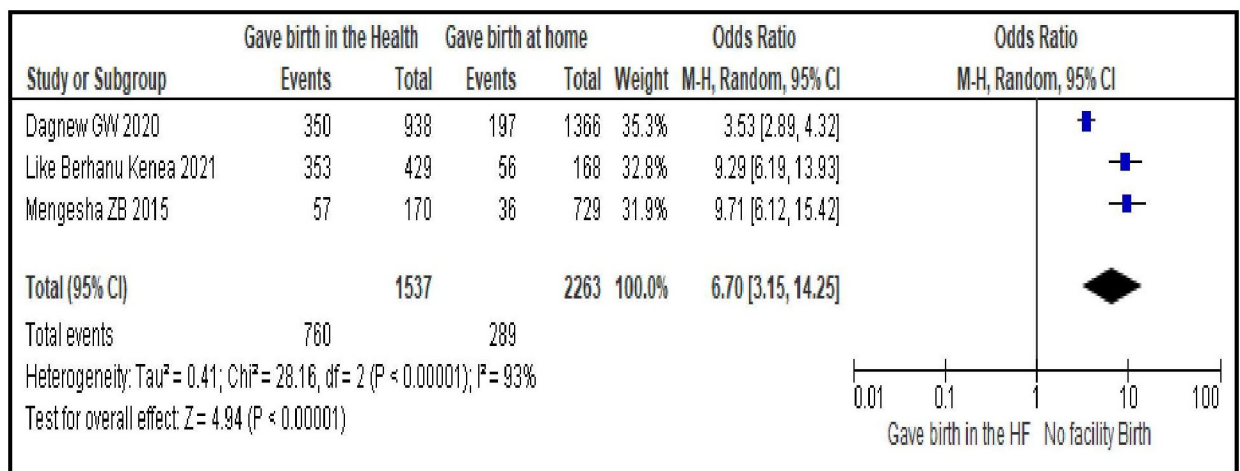 Gave birth in the Health Gave birth at home Odds Ratio Odds Ratio
Study or Subgroup Events Total Events Total Weight M-H, Random, 95% CI M-H, Random, 95% CI
Dagnew GW 2020 350 938 197 1366 35.3% 3.53 [2.89, 4.32]
Like Berhanu Kenea 2021 353 429 56 168 32.8% 9.29 [6.19, 13.93]
Mengesha ZB 2015 57 170 36 729 31.9% 9.71 [6.12, 15.42]
Total (95% CI) 1537 2263 100.0% 6.70 [3.15, 14.25]
Total events 760 289
Heterogeneity: Tau² = 0.41; Chi² = 28.16, df = 2 (P < 0.00001); I² = 93%
Test for overall effect: Z = 4.94 (P < 0.00001)
0.01 0.1 1 10 100
Gave birth in the HF No facility Birth